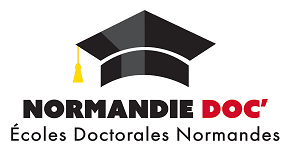 NORMANDIE DOC'
Écoles Doctorales Normandes